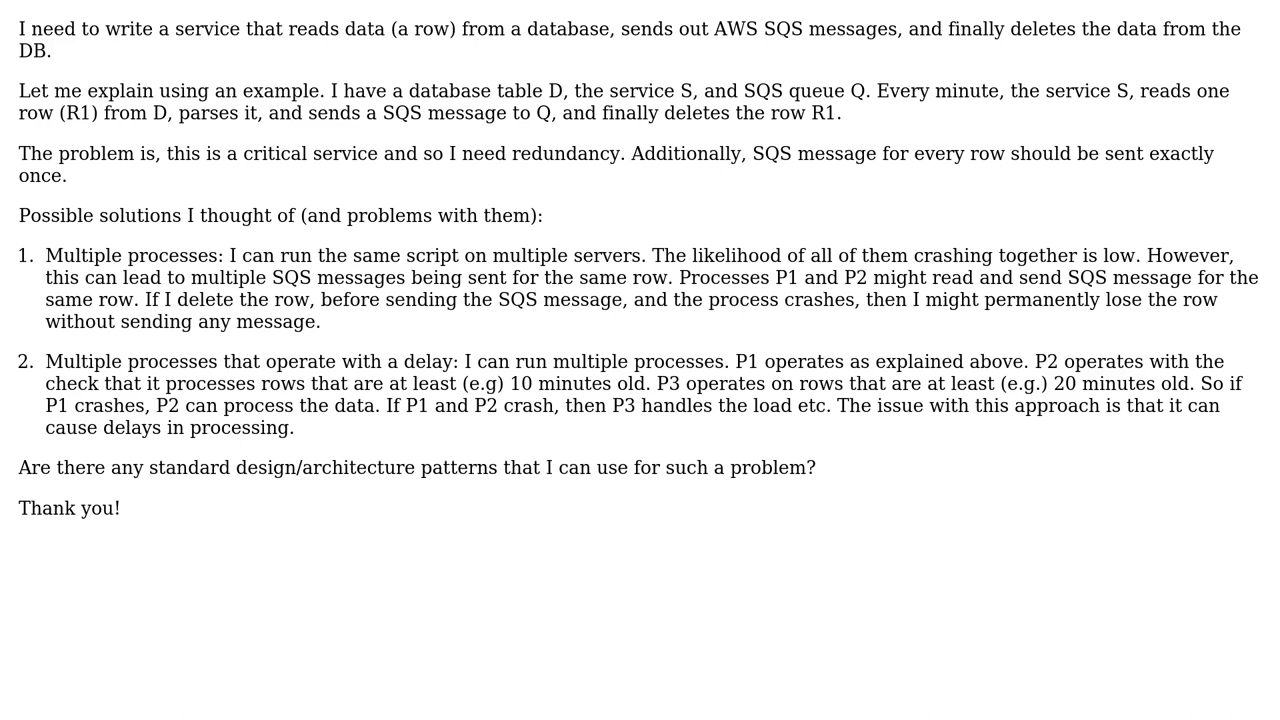 I need to write a service that reads data (a row) from a database, sends out AWS SQS messages, and finally deletes the data from the
DB.
Let me explain using an example. I have a database table D, the service S, and SQS queue Q. Every minute, the service S, reads one
row (R1) from D, parses it, and sends a SQS message to Q, and finally deletes the row R1.
The problem is, this is a critical service and so I need redundancy. Additionally, SQS message for every row should be sent exactly
once.
Possible solutions I thought of (and problems with them):
1. Multiple processes: I can run the same script on multiple servers. The likelihood of all of them crashing together is low. However,
this can lead to multiple SQS messages being sent for the same row. Processes P1 and P2 might read and send SQS message for the
same row. If I delete the row, before sending the SQS message, and the process crashes, then I might permanently lose the row
without sending any message.
2. Multiple processes that operate with a delay: I can run multiple processes. P1 operates as explained above. P2 operates with the
check that it processes rows that are at least (e.g) 10 minutes old. P3 operates on rows that are at least (e.g.) 20 minutes old. So if
P1 crashes, P2 can process the data. If P1 and P2 crash, then P3 handles the load etc. The issue with this approach is that it can
cause delays in processing.
Are there any standard design/architecture patterns that I can use for such a problem?
Thank you!